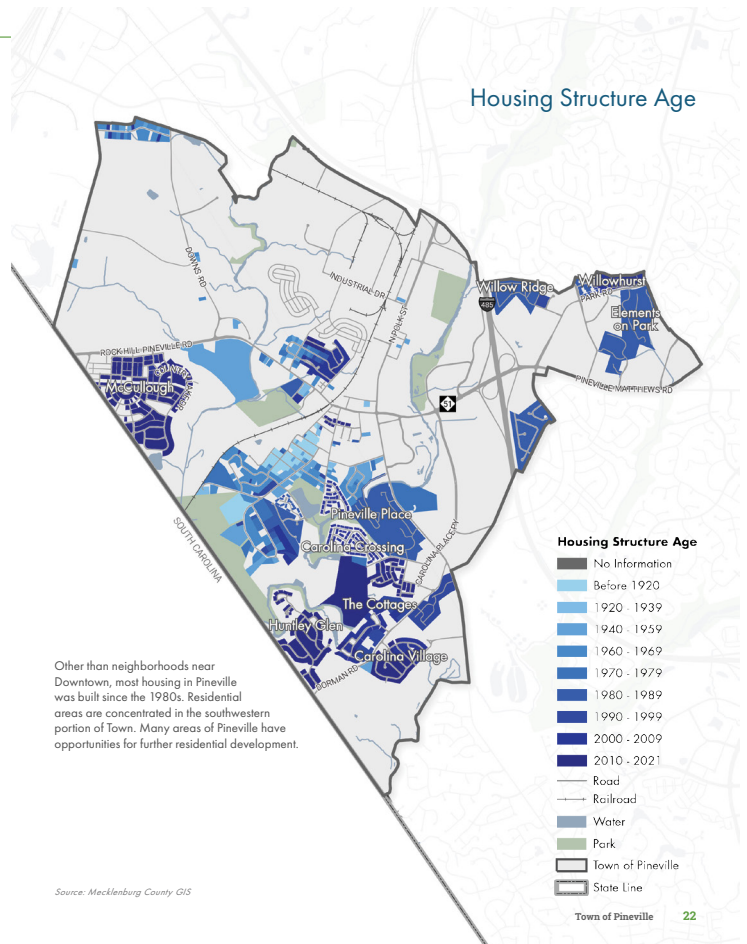 Housing Structure Age
DOWNS RD
INDUSTRIAL DR
N POLK ST
Willow Ridge
485
Willowhurst
PARK RD
Elements
on Park
ROCK HILL PINEVILLE RD
McCullough
PINEVILLE MATTHEWS RD
51
SOUTH CAROLINA
Pineville Place
Carolina Crossing
CAROLINA PLACE PY
The Cottages
Huntley Glen
Carolina Village
DORMAN RD
Housing Structure Age
No Information
Before 1920
1920 - 1939
1940 - 1959
1960 - 1969
1970 - 1979
1980 - 1989
1990 - 1999
2000 - 2009
2010 - 2021
Road
Railroad
Water
Park
Town of Pineville
State Line
Other than neighborhoods near
Downtown, most housing in Pineville
was built since the 1980s. Residential
areas are concentrated in the southwestern
portion of Town. Many areas of Pineville have
opportunities for further residential development.
Source: Mecklenburg County GIS
Town of Pineville 22